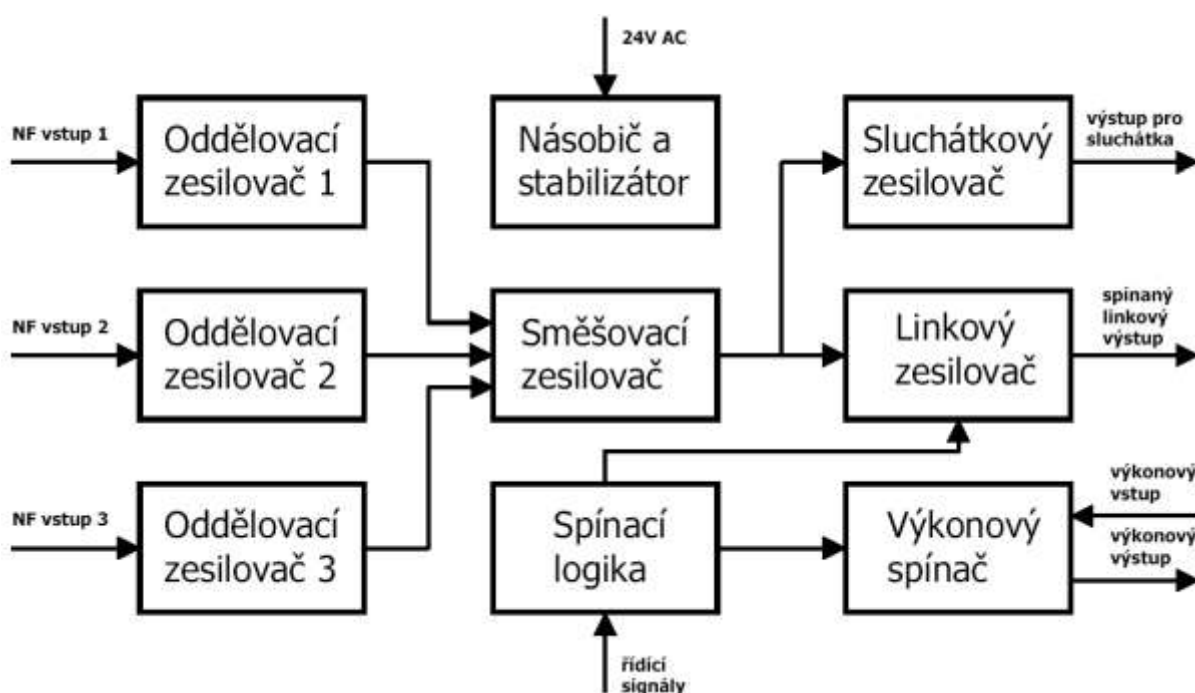 24V AC
NF vstup 1
Oddělovací
zesilovač 1
Násobič a
stabilizátor
Sluchátkový
zesilovač
výstup pro
sluchátka
NF vstup 2
Oddělovací
zesilovač 2
Směšovací
zesilovač
Linkový
zesilovač
spínaný
linkový
výstup
NF vstup 3
Oddělovací
zesilovač 3
Spínací
logika
Výkonový
spínač
výkonový
vstup
výkonový
výstup
řídící
signály